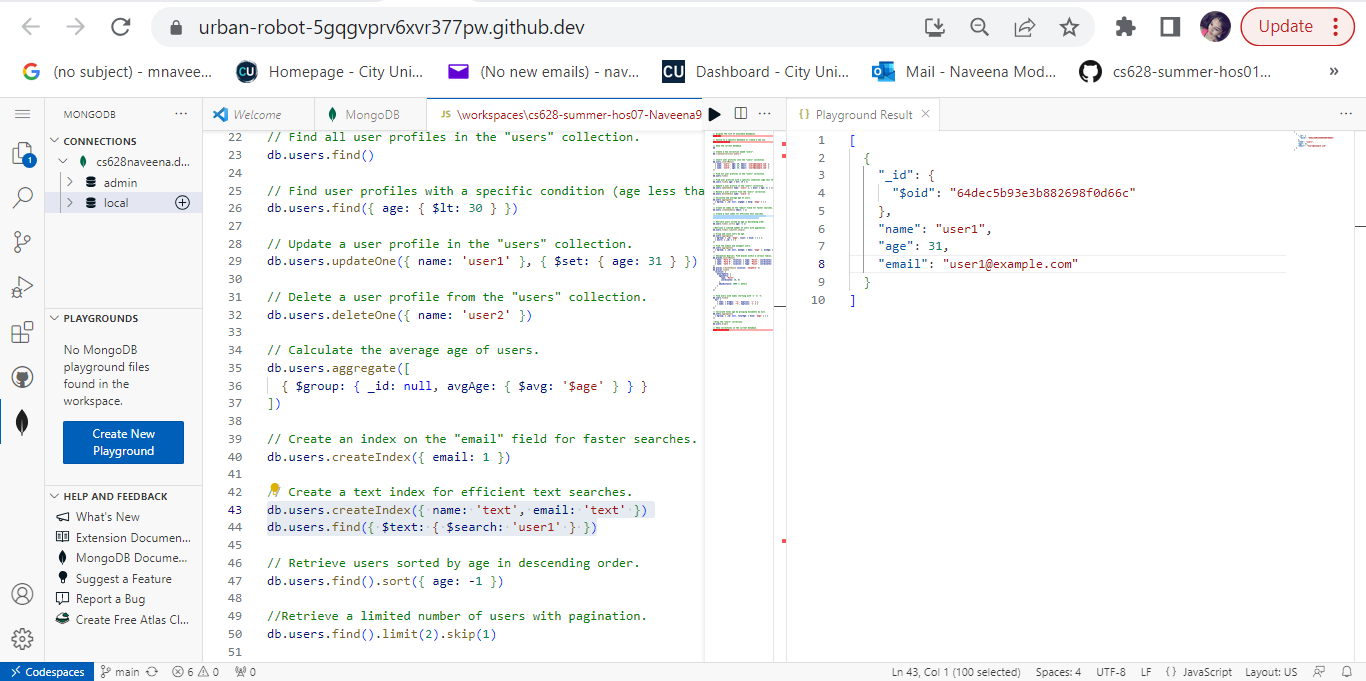 urban-robot-5gqgvprv6xvr377pw.github.dev
Update
(no subject) - mnavee...
Homepage - City Uni...
(No new emails) - nav...
Dashboard - City Uni...
Mail - Naveena Mod...
cs628-summer-hos01...
»
MONGODB
CONNECTIONS
cs628naveena.d...
admin
local
PLAYGROUNDS
No MongoDB
playground files
found in the
workspace.
Create New
Playground
HELP AND FEEDBACK
What's New
Extension Documen...
MongoDB Docume...
Suggest a Feature
Report a Bug
Create Free Atlas Cl...
Welcome
MongoDB
JS \workspaces\cs628-summer-hos07-Naveena9
22 // Find all user profiles in the "users" collection.
23 db.users.find()
24
25 // Find user profiles with a specific condition (age less tha
26 db.users.find({ age: { $lt: 30 } })
27
28 // Update a user profile in the "users" collection.
29 db.users.updateOne({ name: 'user1' }, { $set: { age: 31 } })
30
31 // Delete a user profile from the "users" collection.
32 db.users.deleteOne({ name: 'user2' })
33
34 // Calculate the average age of users.
35 db.users.aggregate([
36 { $group: { _id: null, avgAge: { $avg: '$age' } } }
37 ])
38
39 // Create an index on the "email" field for faster searches.
40 db.users.createIndex({ email: 1 })
41
42 // Create a text index for efficient text searches.
43 db.users.createIndex({ name: 'text', email: 'text' })
44 db.users.find({ $text: { $search: 'user1' } })
45
46 // Retrieve users sorted by age in descending order.
47 db.users.find().sort({ age: -1 })
48
49 //Retrieve a limited number of users with pagination.
50 db.users.find().limit(2).skip(1)
51
{ } Playground Result
1 [
2 {
3 "_id": {
4 "$oid": "64dec5b93e3b882698f0d66c"
5 },
6 "name": "user1",
7 "age": 31,
8 "email": "user1@example.com"
9 }
10 ]
Codespaces
main
6
0
0
Ln 43, Col 1 (100 selected)
Spaces: 4
UTF-8
LF
{ } JavaScript
Layout: US